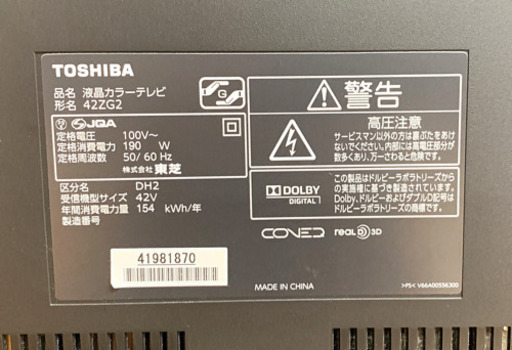 TOSHIBA
品名 液晶カラーテレビ
形名 42ZG2
JQA
定格電圧 100V~
定格消費電力 190 W
定格周波数 50/60 Hz
株式会社 東芝
区分名 DH2
受信機型サイズ 42V
年間消費電力量 154 kWh/年
製造番号
41981870
警告
高圧注意
サービスマン以外の方は裏ぶたをあけ
ないでください。内部には高電圧部分が
数多くあり、万一さわると危険です。
この製品はドルビーラボラトリーズから
の実施権に基づき製造されています。
ドルビー、およびダブルD記号は
ドルビーラボラトリーズの商標です。
DOLBY
DIGITAL
CONEQ
REAL D 3D
MADE IN CHINA
>PS< V66A00556300